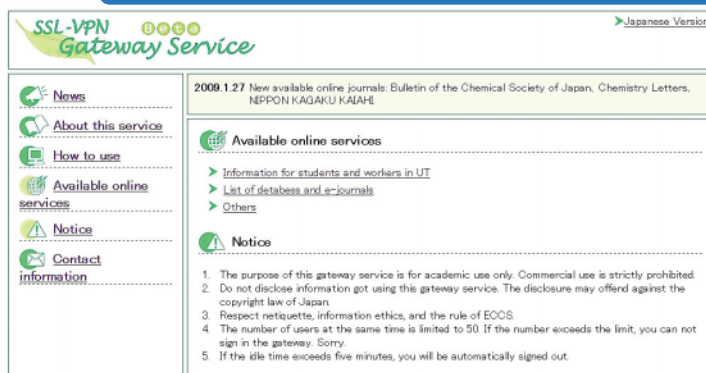 SSL-VPN Beta
Gateway Service
Japanese Version
News
About this service
How to use
Available online
services
Notice
Contact
information
2009.1.27 New available online journals: Bulletin of the Chemical Society of Japan, Chemistry Letters,
NIPPON KAGAKU KAIAHI
Available online services
Information for students and workers in UT
List of detabess and e-journals
Others
Notice
1. The purpose of this gateway service is for academic use only. Commercial use is strictly prohibited.
2. Do not disclose information got using this gateway service. The disclosure may offend against the
copyright law of Japan.
3. Respect netiquette, information ethics, and the rule of ECCS.
4. The number of users at the same time is limited to 50. If the number exceeds the limit, you can not
sign in the gateway. Sorry.
5. If the idle time exceeds five minutes, you will be automatically signed out.